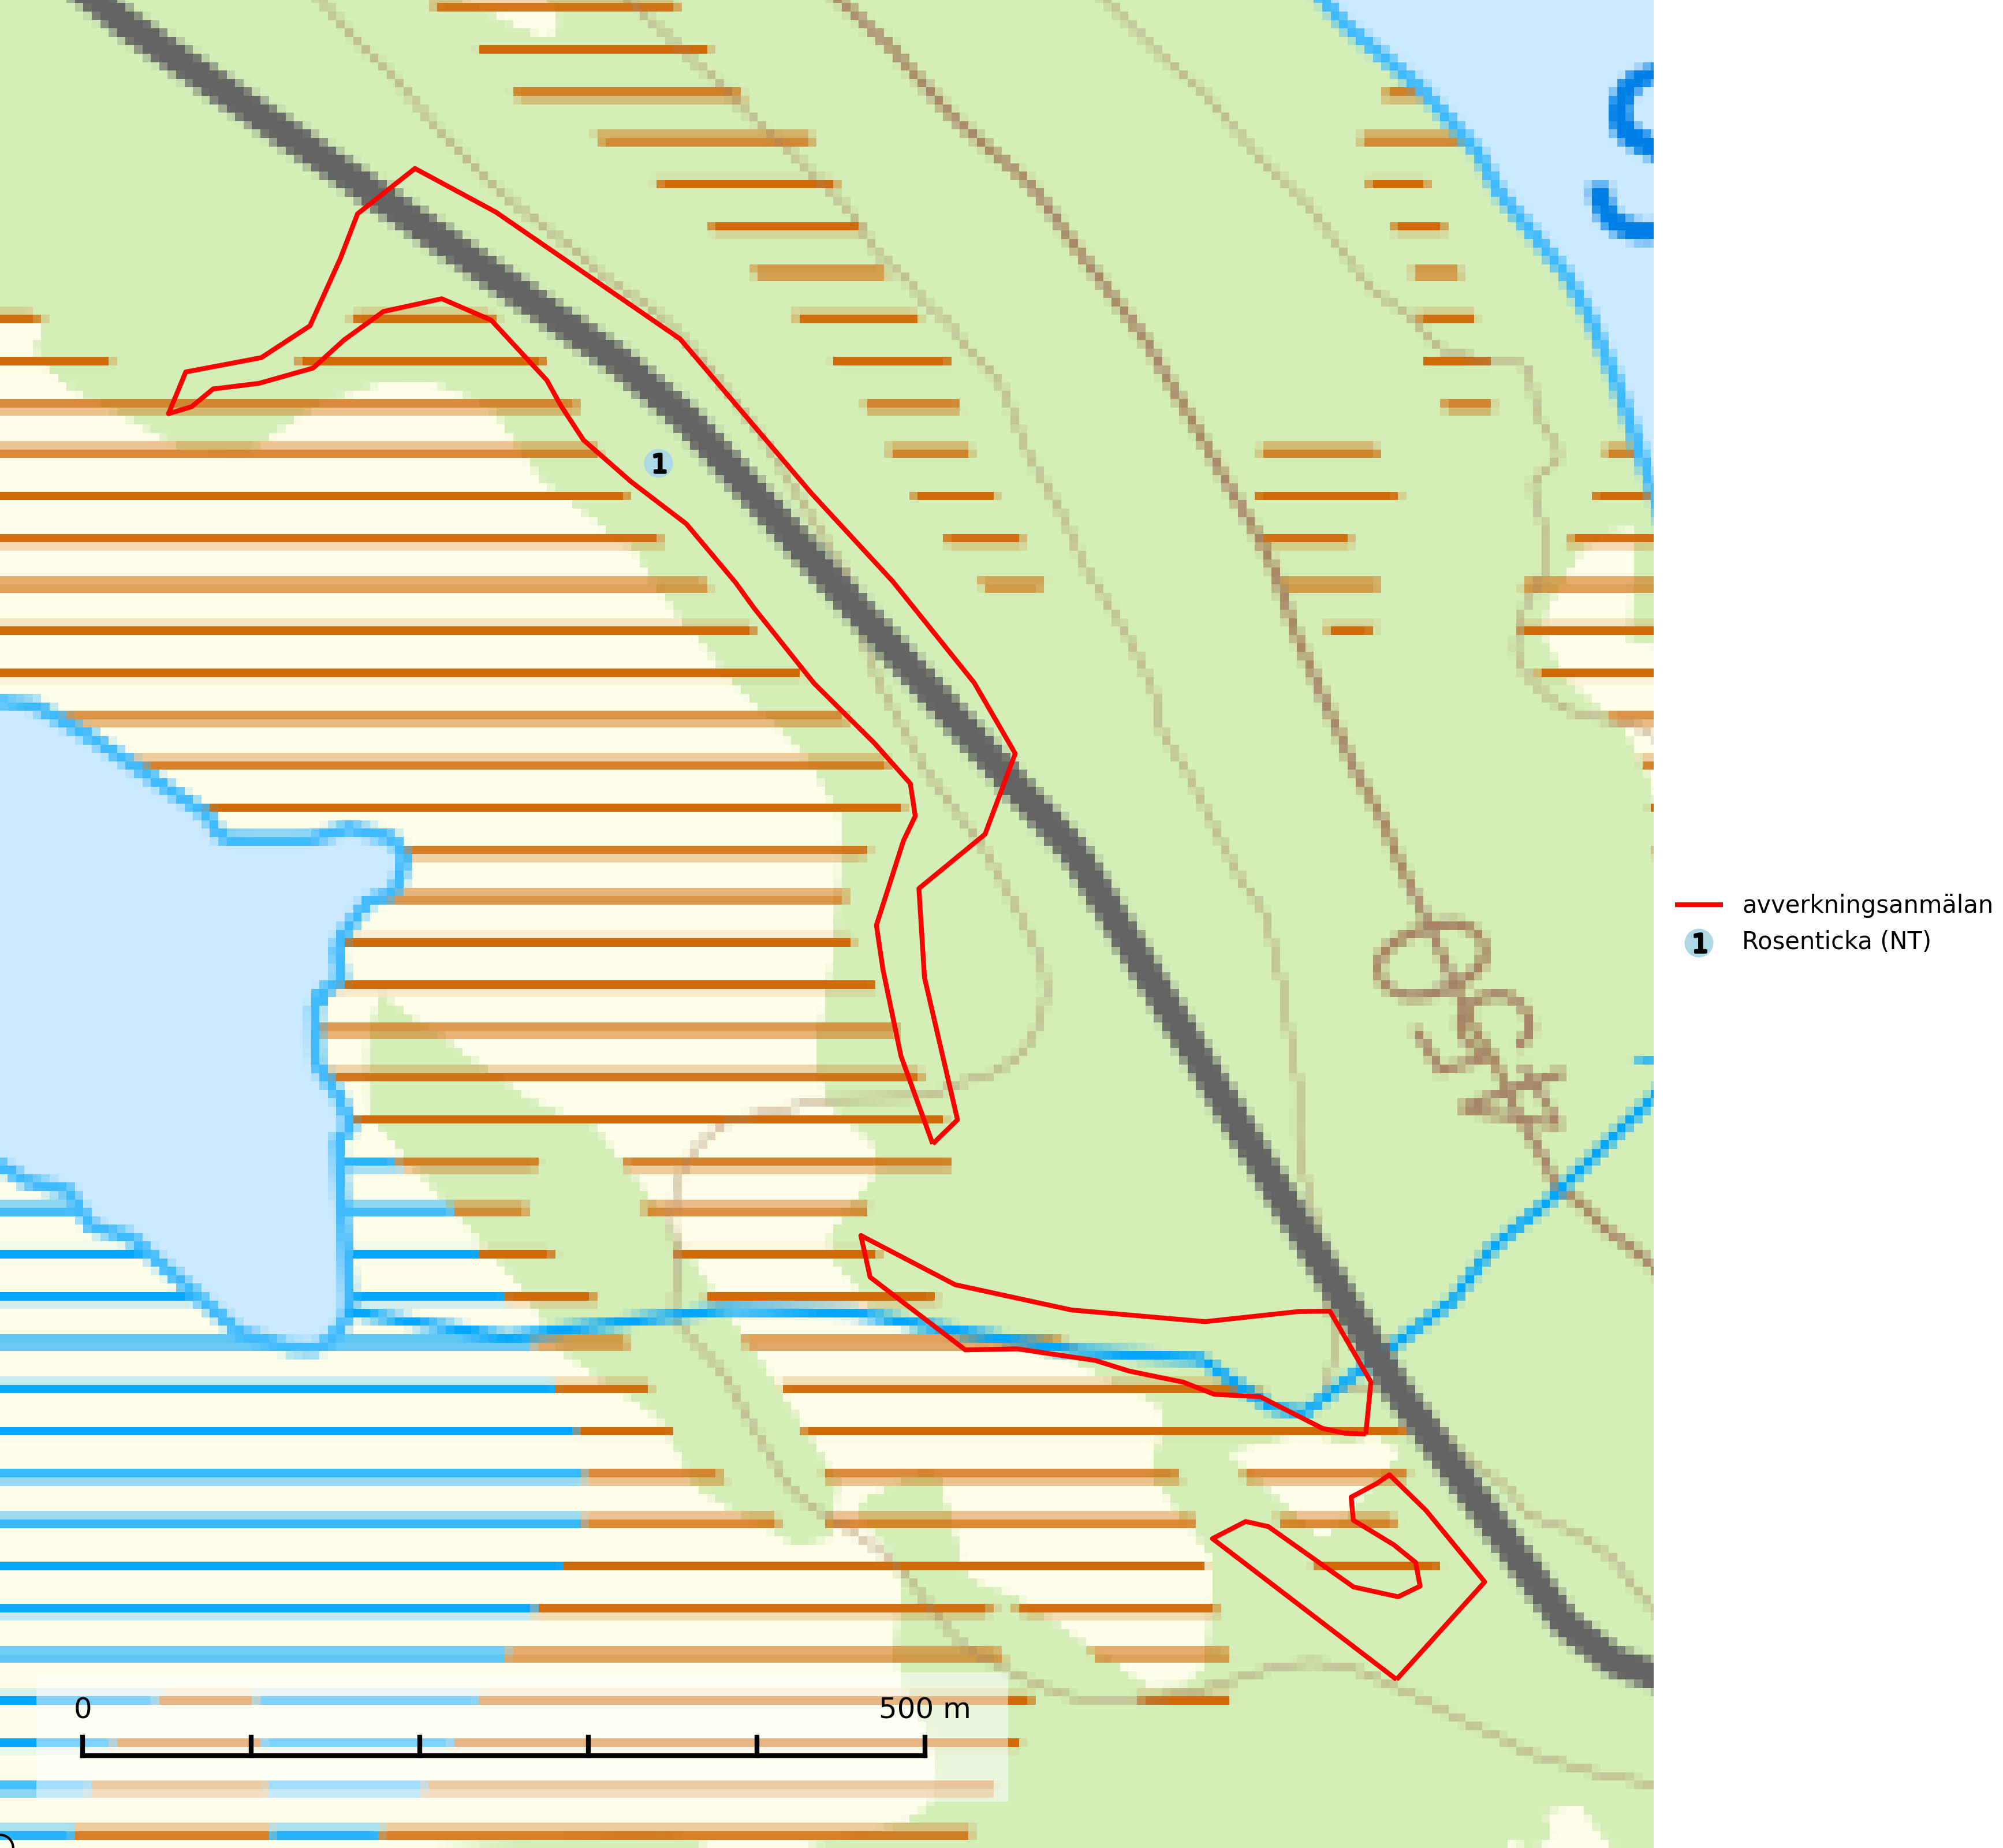 1
avverkningsanmälan
1 Rosenticka (NT)
0 500 m